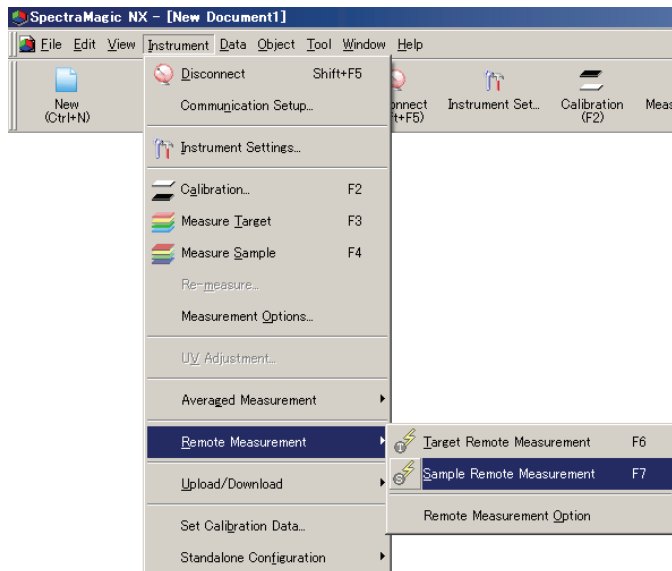 SpectraMagic NX - [New Document1]
File Edit View Instrument Data Object Tool Window Help
New
(Ctrl+N)
Disconnect Shift+F5
Communication Setup...
Instrument Settings...
Calibration... F2
Measure Target F3
Measure Sample F4
Re-measure...
Measurement Options...
UV Adjustment...
Averaged Measurement
Remote Measurement
Upload/Download
Set Calibration Data...
Standalone Configuration
onnect
t+F5)
Instrument Set...
Calibration
(F2)
Meas
Target Remote Measurement F6
Sample Remote Measurement F7
Remote Measurement Option